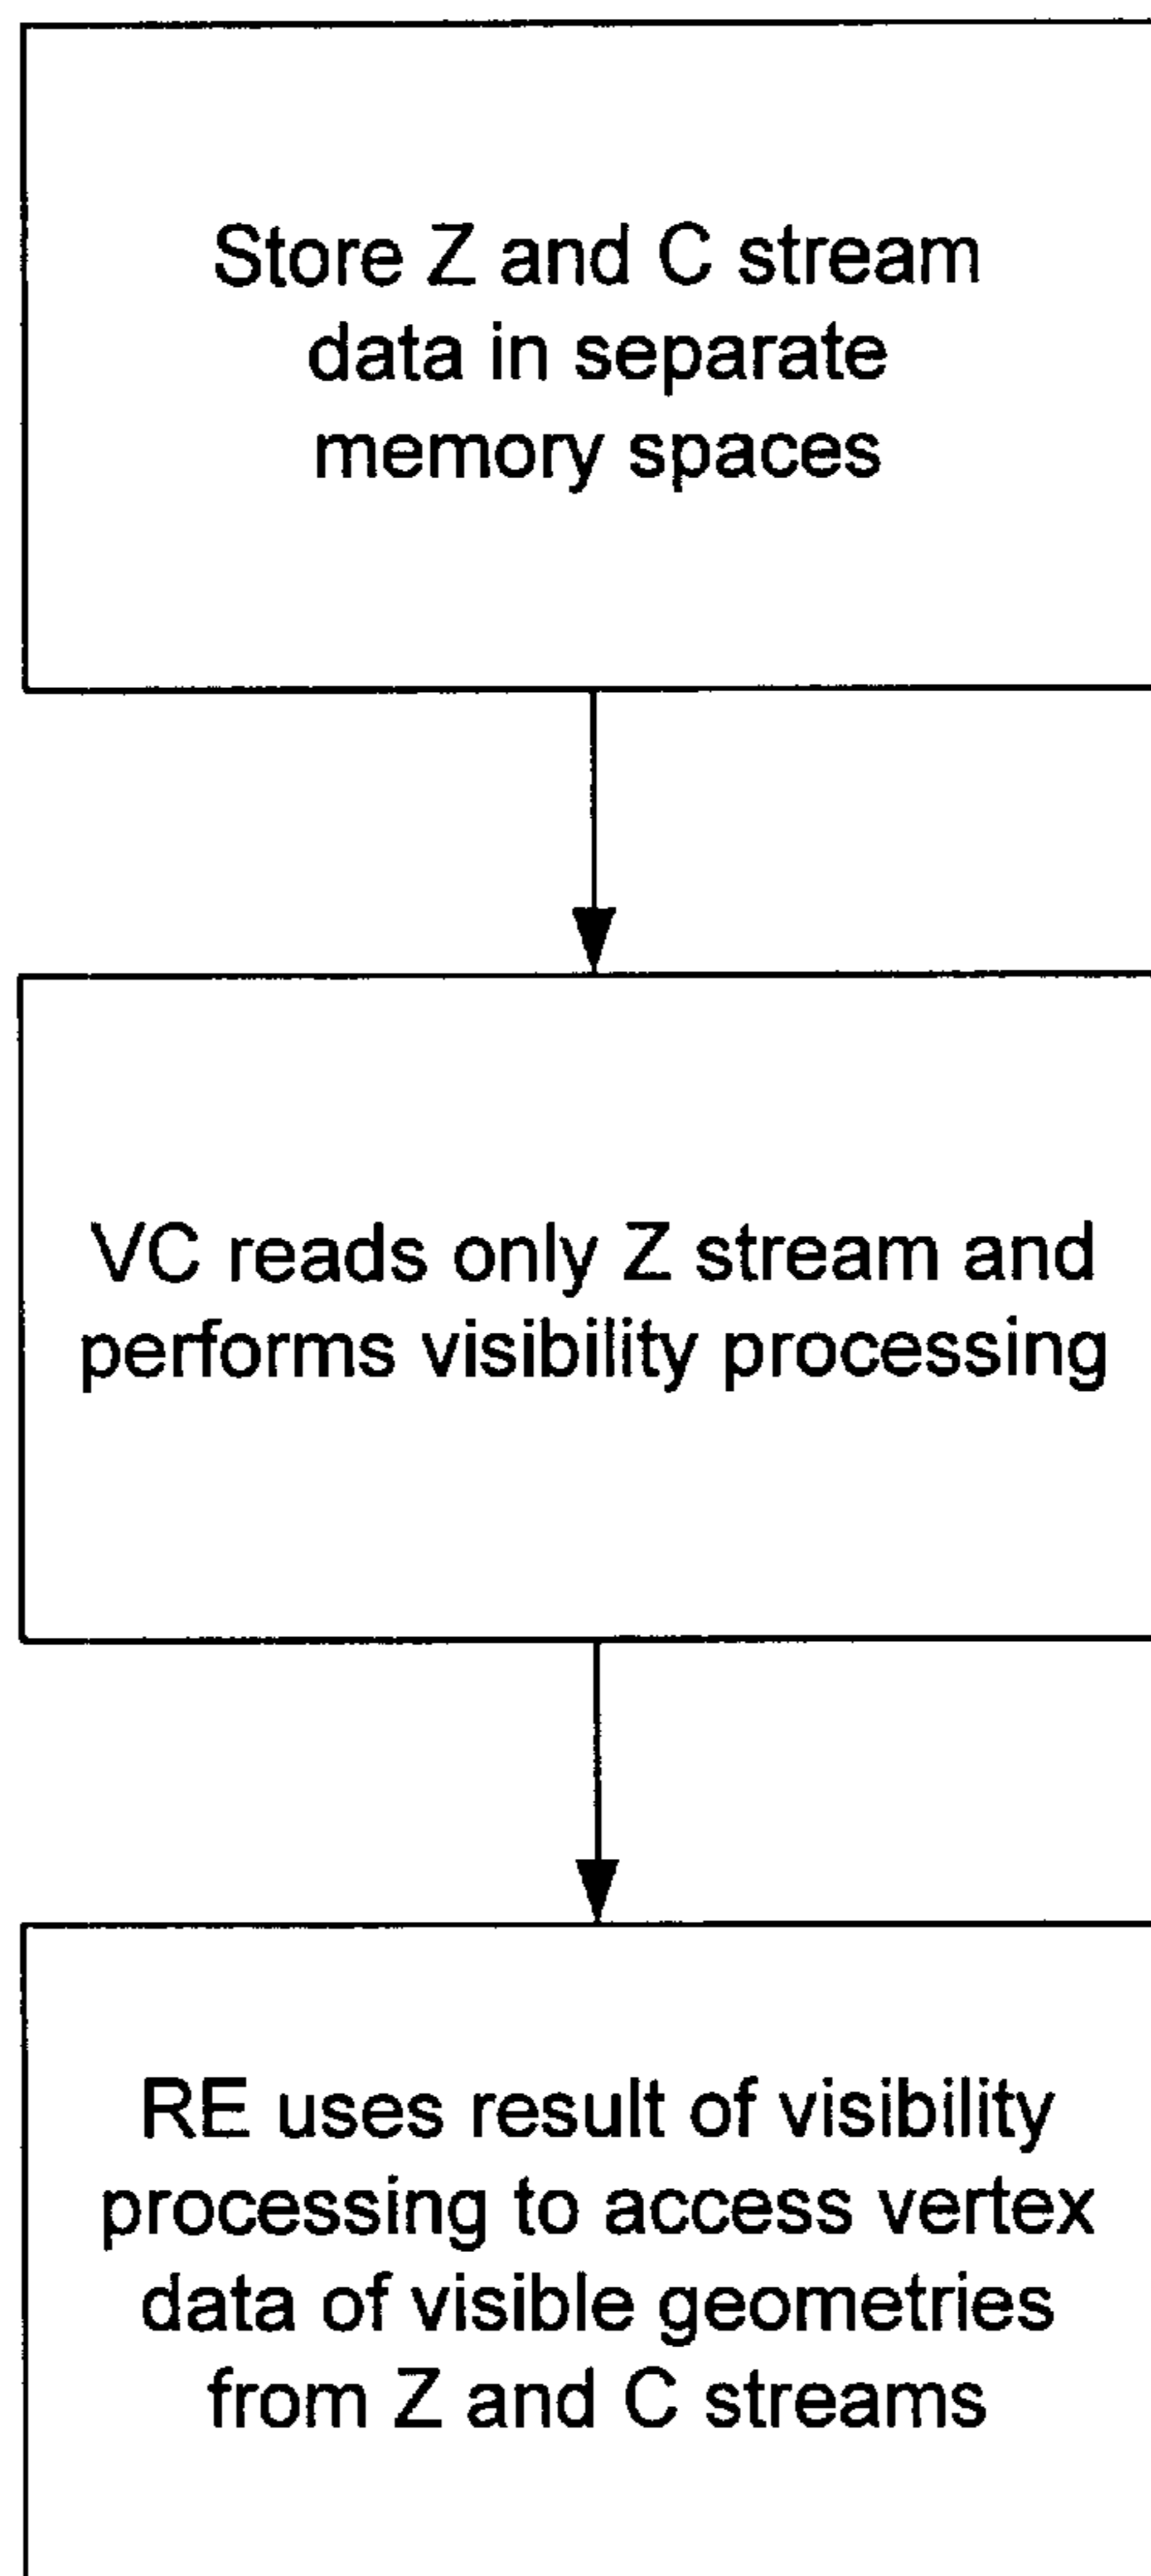 Store Z and C stream
data in separate
memory spaces
VC reads only Z stream and
performs visibility processing
RE uses result of visibility
processing to access vertex
data of visible geometries
from Z and C streams